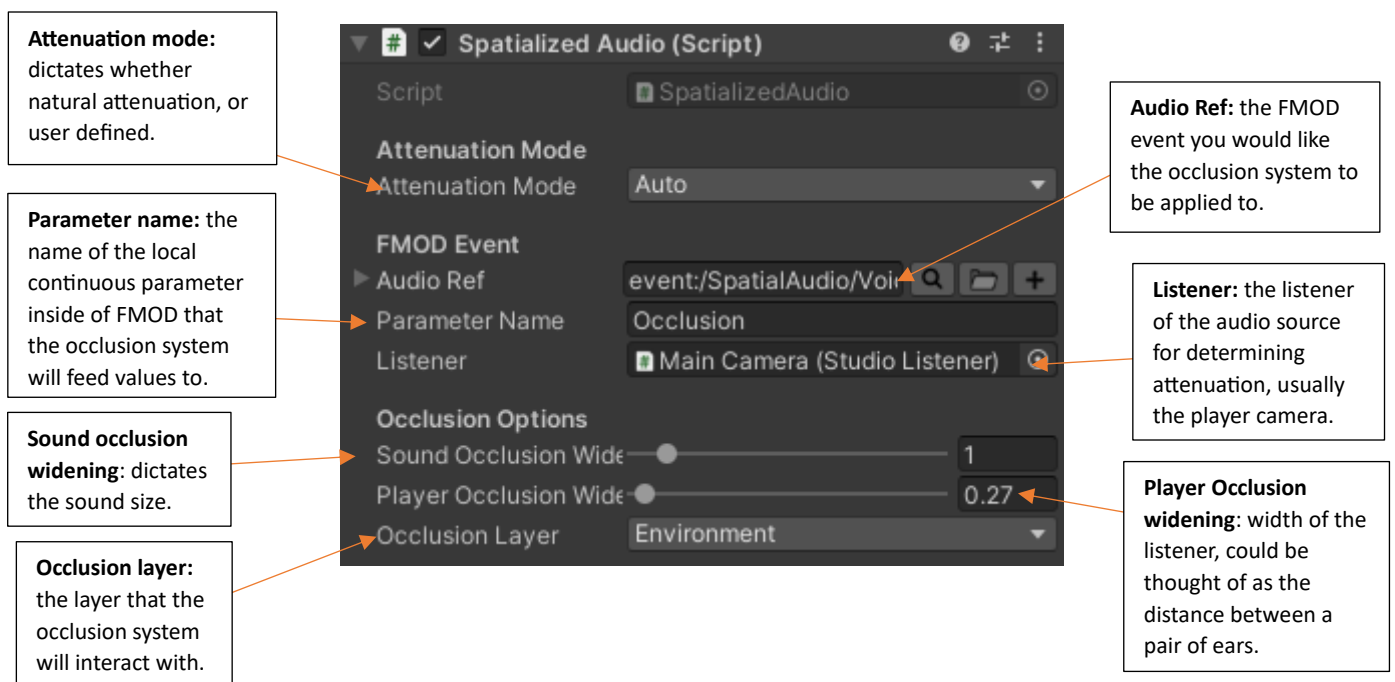 Attenuation mode:
dictates whether
natural attenuation, or
user defined.
Parameter name: the
name of the local
continuous parameter
inside of FMOD that
the occlusion system
will feed values to.
Sound occlusion
widening: dictates
the sound size.
Occlusion layer:
the layer that the
occlusion system
will interact with.
# Spatialized Audio (Script)
Script # SpatializedAudio
Attenuation Mode
Attenuation Mode Auto
FMOD Event
Audio Ref event:/SpatialAudio/Voi
Parameter Name Occlusion
Listener # Main Camera (Studio Listener)
Occlusion Options
Sound Occlusion Wide 1
Player Occlusion Wide 0.27
Occlusion Layer Environment
Audio Ref: the FMOD
event you would like
the occlusion system to
be applied to.
Listener: the listener
of the audio source
for determining
attenuation, usually
the player camera.
Player Occlusion
widening: width of the
listener, could be
thought of as the
distance between a
pair of ears.